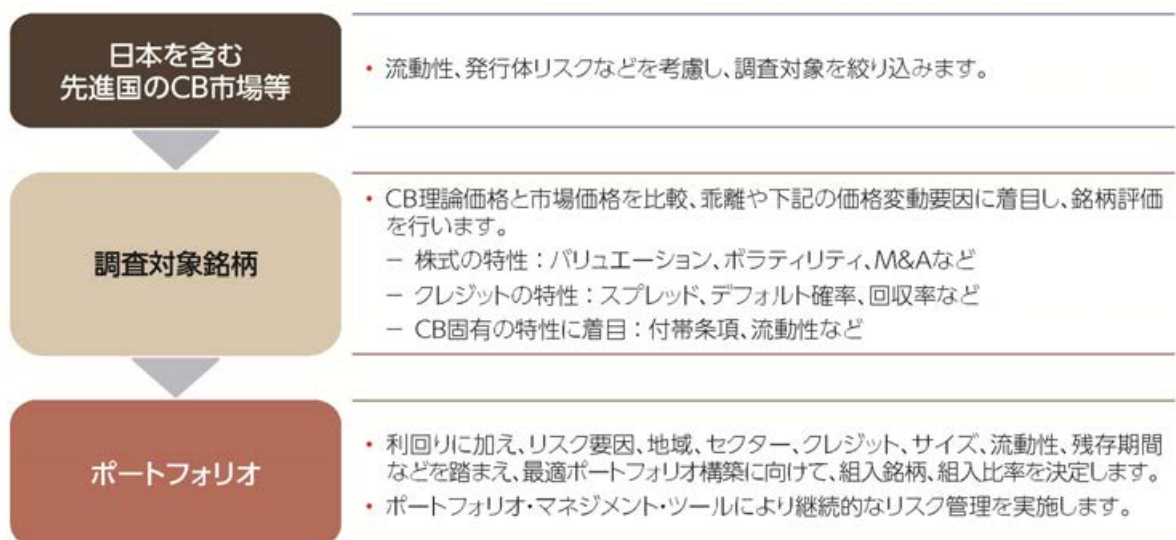 日本を含む
先進国のCB市場等
• 流動性、発行体リスクなどを考慮し、調査対象を絞り込みます。
調査対象銘柄
• CB理論価格と市場価格を比較、乖離や下記の価格変動要因に着目し、銘柄評価
を行います。
− 株式の特性：バリュエーション、ボラティリティ、M&Aなど
− クレジットの特性：スプレッド、デフォルト確率、回収率など
− CB固有の特性に着目：付帯条項、流動性など
ポートフォリオ
• 利回りに加え、リスク要因、地域、セクター、クレジット、サイズ、流動性、残存期間
などを踏まえ、最適ポートフォリオ構築に向けて、組入銘柄、組入比率を決定します。
• ポートフォリオ・マネジメント・ツールにより継続的なリスク管理を実施します。